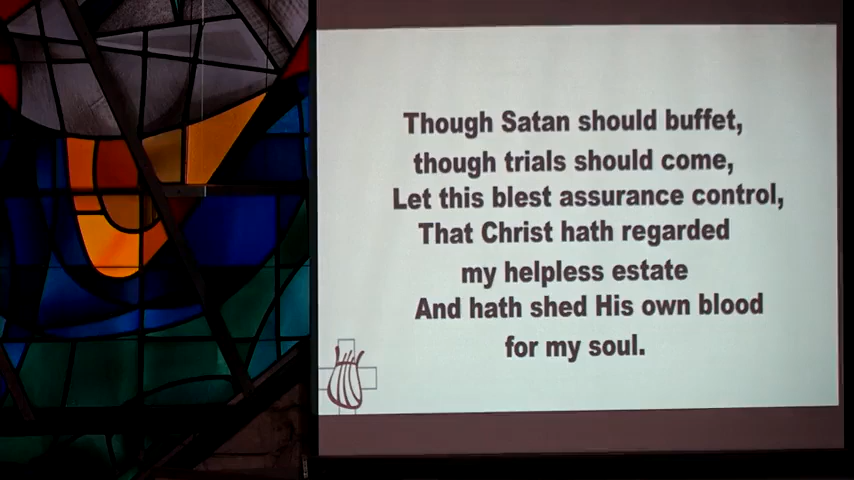 Though Satan should buffet,
though trials should come,
Let this blest assurance control,
That Christ hath regarded
my helpless estate
And hath shed His own blood
for my soul.